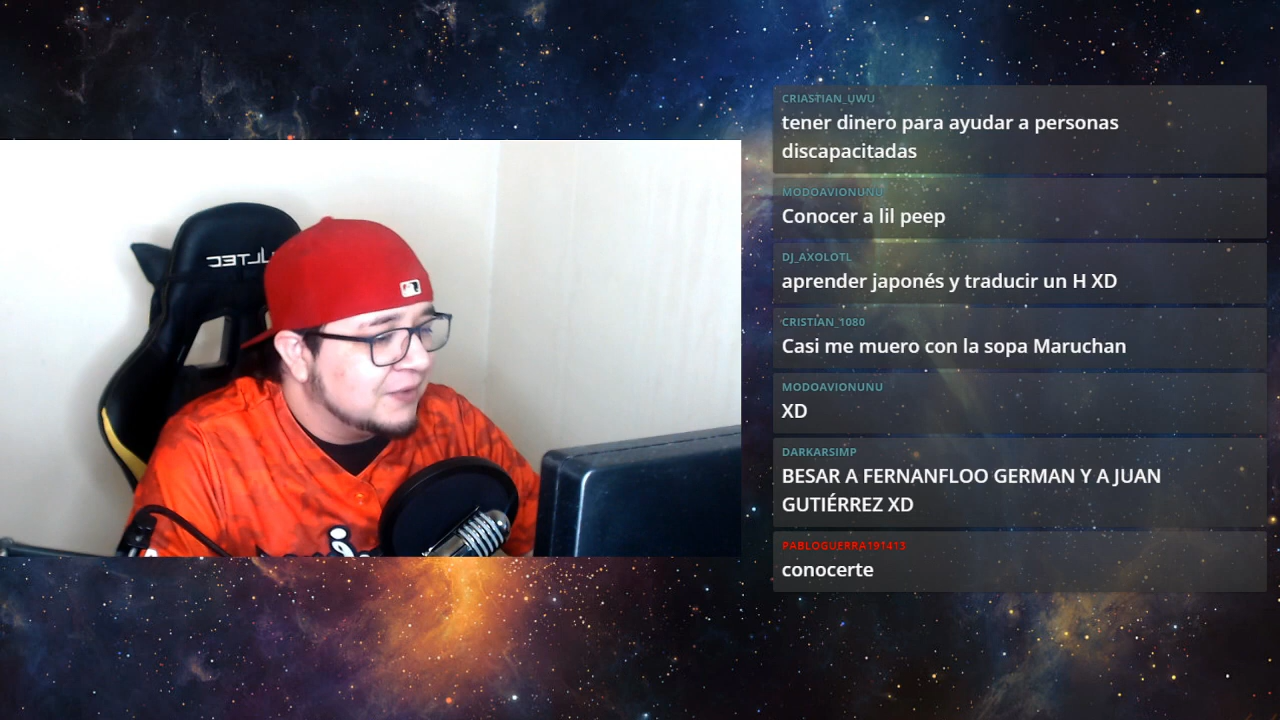 CRIASTIAN_UWU
tener dinero para ayudar a personas
discapacitadas
MODOAVIONUNU
Conocer a lil peep
DJ_AXOLOTL
aprender japonés y traducir un H XD
CRISTIAN_1080
Casi me muero con la sopa Maruchan
MODOAVIONUNU
XD
DARKARSIMP
BESAR A FERNANFLOO GERMAN Y A JUAN
GUTIÉRREZ XD
PABLOGUERRA191413
conocerte